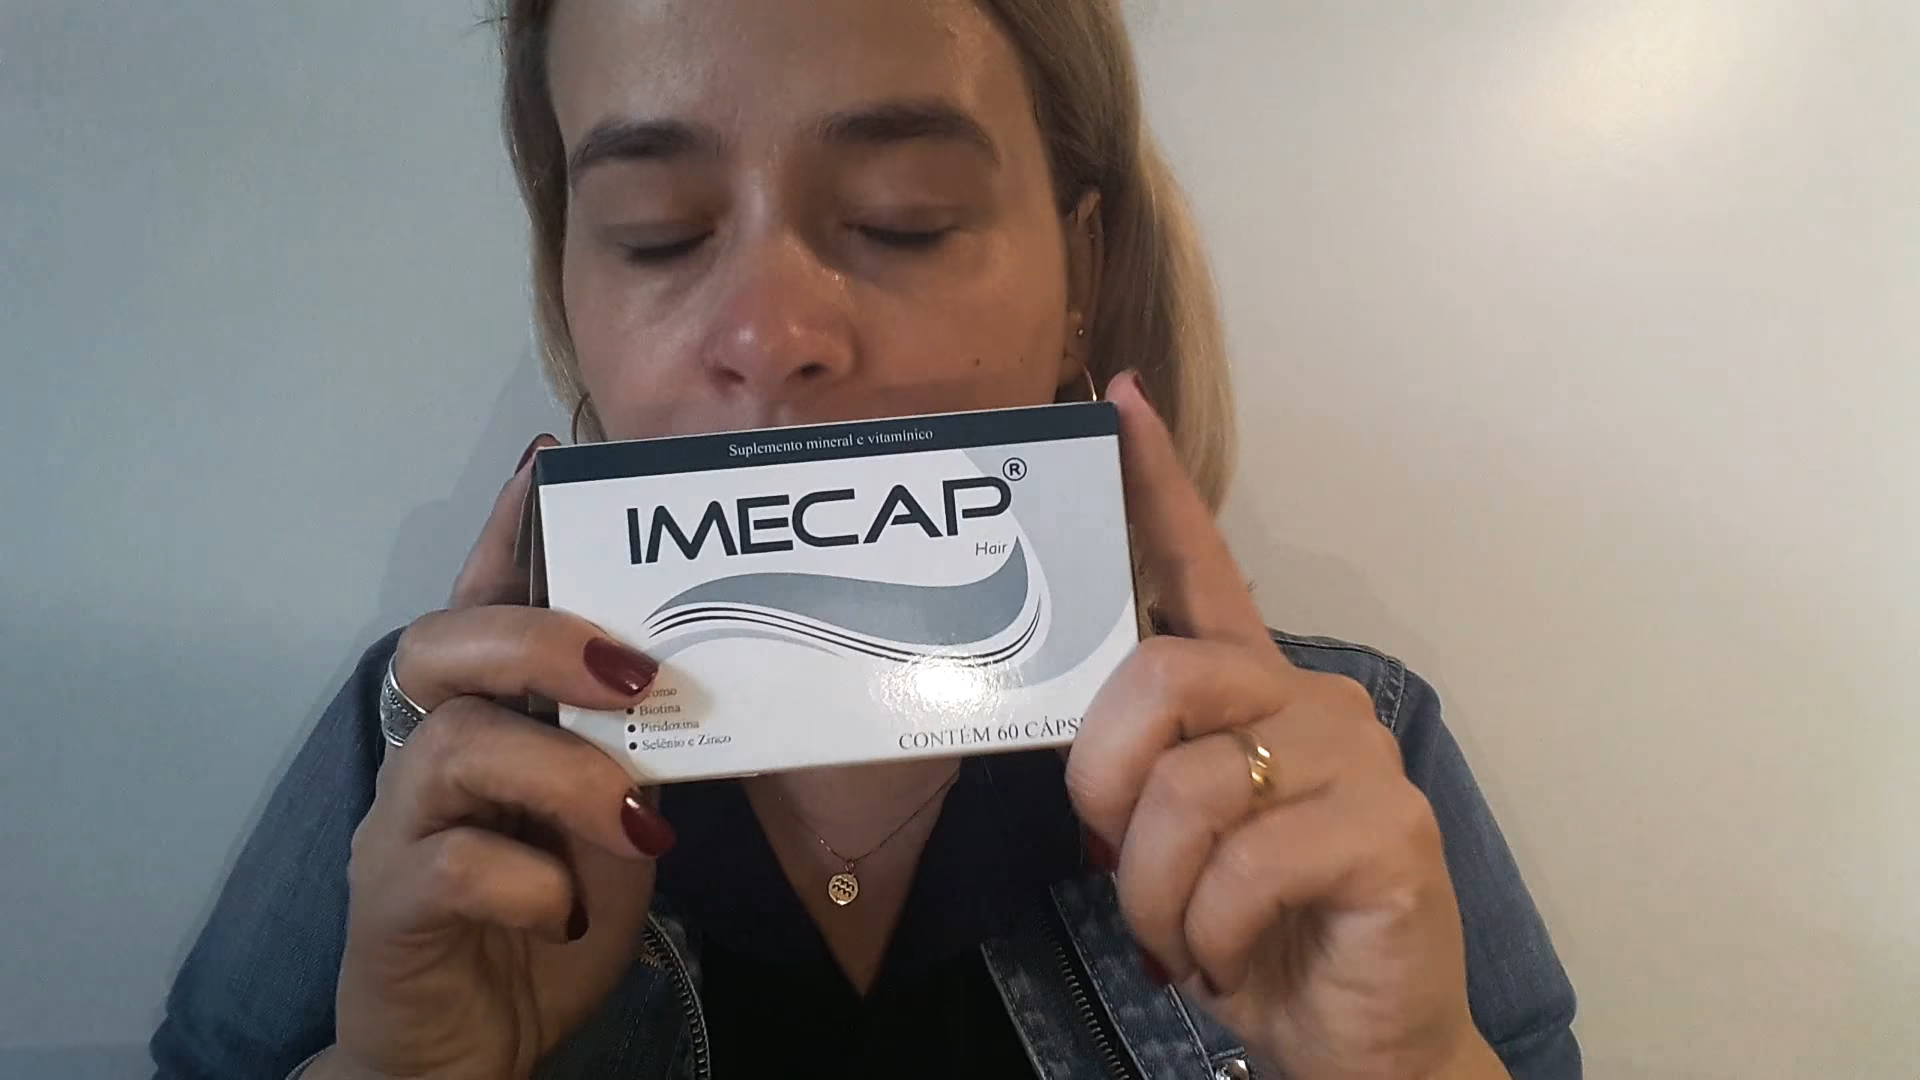 Suplemento mineral e vitamínico
IMECAP®
Hair
Biotina
Piridoxina
Selênio e Zinco
CONTÉM 60